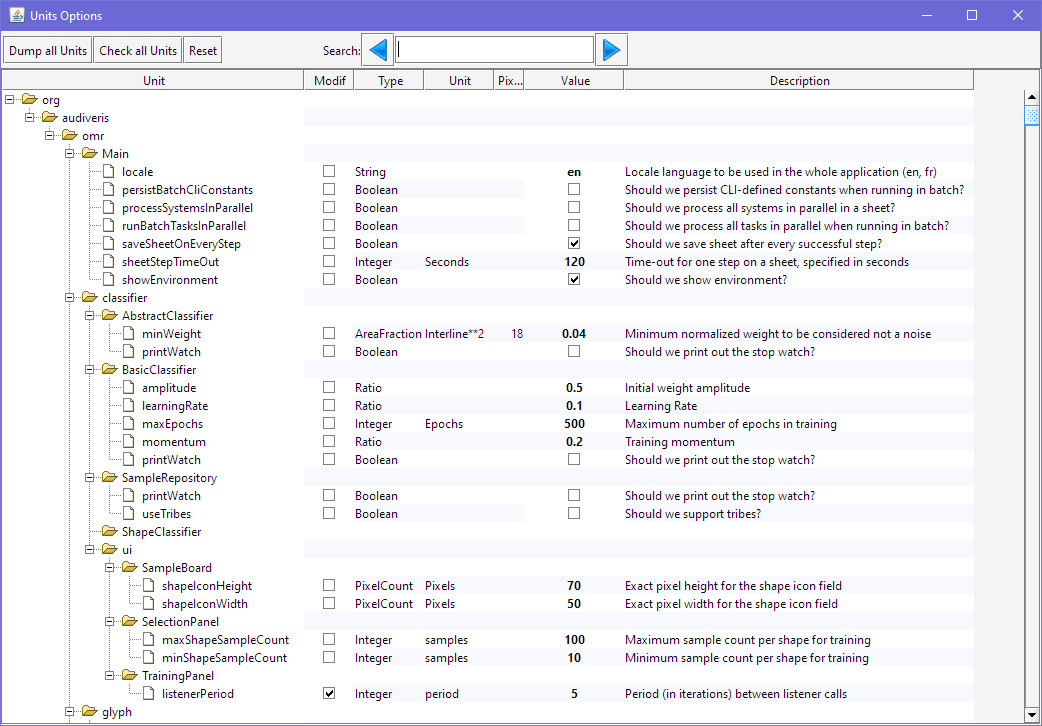 Units Options
Dump all Units Check all Units Reset Search:
Unit Modif Type Unit Pix... Value Description
org
audiveris
omr
Main
locale String en Locale language to be used in the whole application (en, fr)
persistBatchCliConstants Boolean Should we persist CLI-defined constants when running in batch?
processSystemsInParallel Boolean Should we process all systems in parallel in a sheet?
runBatchTasksInParallel Boolean Should we process all tasks in parallel when running in batch?
saveSheetOnEveryStep Boolean Should we save sheet after every successful step?
sheetStepTimeOut Integer Seconds 120 Time-out for one step on a sheet, specified in seconds
showEnvironment Boolean Should we show environment?
classifier
AbstractClassifier
minWeight AreaFraction Interline**2 18 0.04 Minimum normalized weight to be considered not a noise
printWatch Boolean Should we print out the stop watch?
BasicClassifier
amplitude Ratio 0.5 Initial weight amplitude
learningRate Ratio 0.1 Learning Rate
maxEpochs Integer Epochs 500 Maximum number of epochs in training
momentum Ratio 0.2 Training momentum
printWatch Boolean Should we print out the stop watch?
SampleRepository
printWatch Boolean Should we print out the stop watch?
useTribes Boolean Should we support tribes?
ShapeClassifier
ui
SampleBoard
shapeIconHeight PixelCount Pixels 70 Exact pixel height for the shape icon field
shapeIconWidth PixelCount Pixels 50 Exact pixel width for the shape icon field
SelectionPanel
maxShapeSampleCount Integer samples 100 Maximum sample count per shape for training
minShapeSampleCount Integer samples 10 Minimum sample count per shape for training
TrainingPanel
listenerPeriod Integer period 5 Period (in iterations) between listener calls
glyph